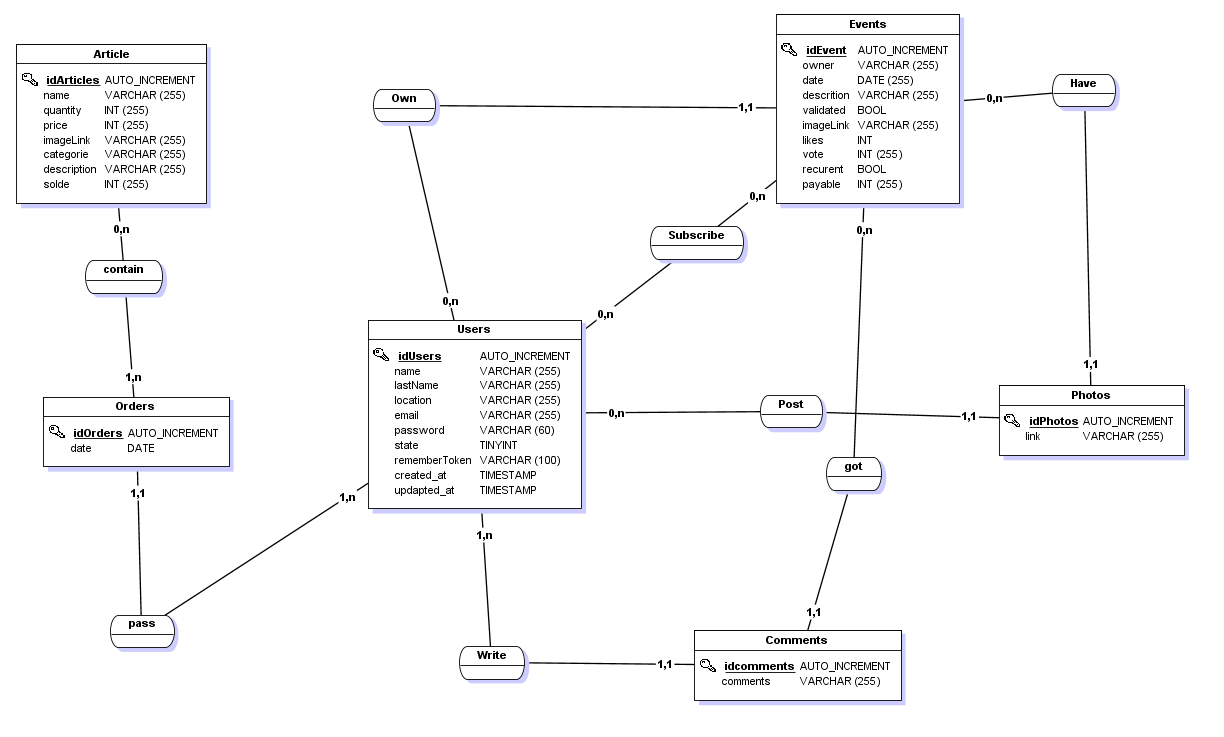 Article
idArticles AUTO_INCREMENT
name VARCHAR (255)
quantity INT (255)
price INT (255)
imageLink VARCHAR (255)
categorie VARCHAR (255)
description VARCHAR (255)
solde INT (255)
0,n
contain
1,n
Orders
idOrders AUTO_INCREMENT
date DATE
1,1
pass
1,n
Own
1,1
0,n
Events
idEvent AUTO_INCREMENT
owner VARCHAR (255)
date DATE (255)
descrition VARCHAR (255)
validated BOOL
imageLink VARCHAR (255)
likes INT
vote INT (255)
recurent BOOL
payable INT (255)
0,n
Have
1,1
0,n
Subscribe
0,n
0,n
Users
idUsers AUTO_INCREMENT
name VARCHAR (255)
lastName VARCHAR (255)
location VARCHAR (255)
email VARCHAR (255)
password VARCHAR (60)
state TINYINT
rememberToken VARCHAR (100)
created_at TIMESTAMP
updapted_at TIMESTAMP
0,n
Post
1,1
Photos
idPhotos AUTO_INCREMENT
link VARCHAR (255)
got
1,1
1,n
Write
1,1
Comments
idcomments AUTO_INCREMENT
comments VARCHAR (255)